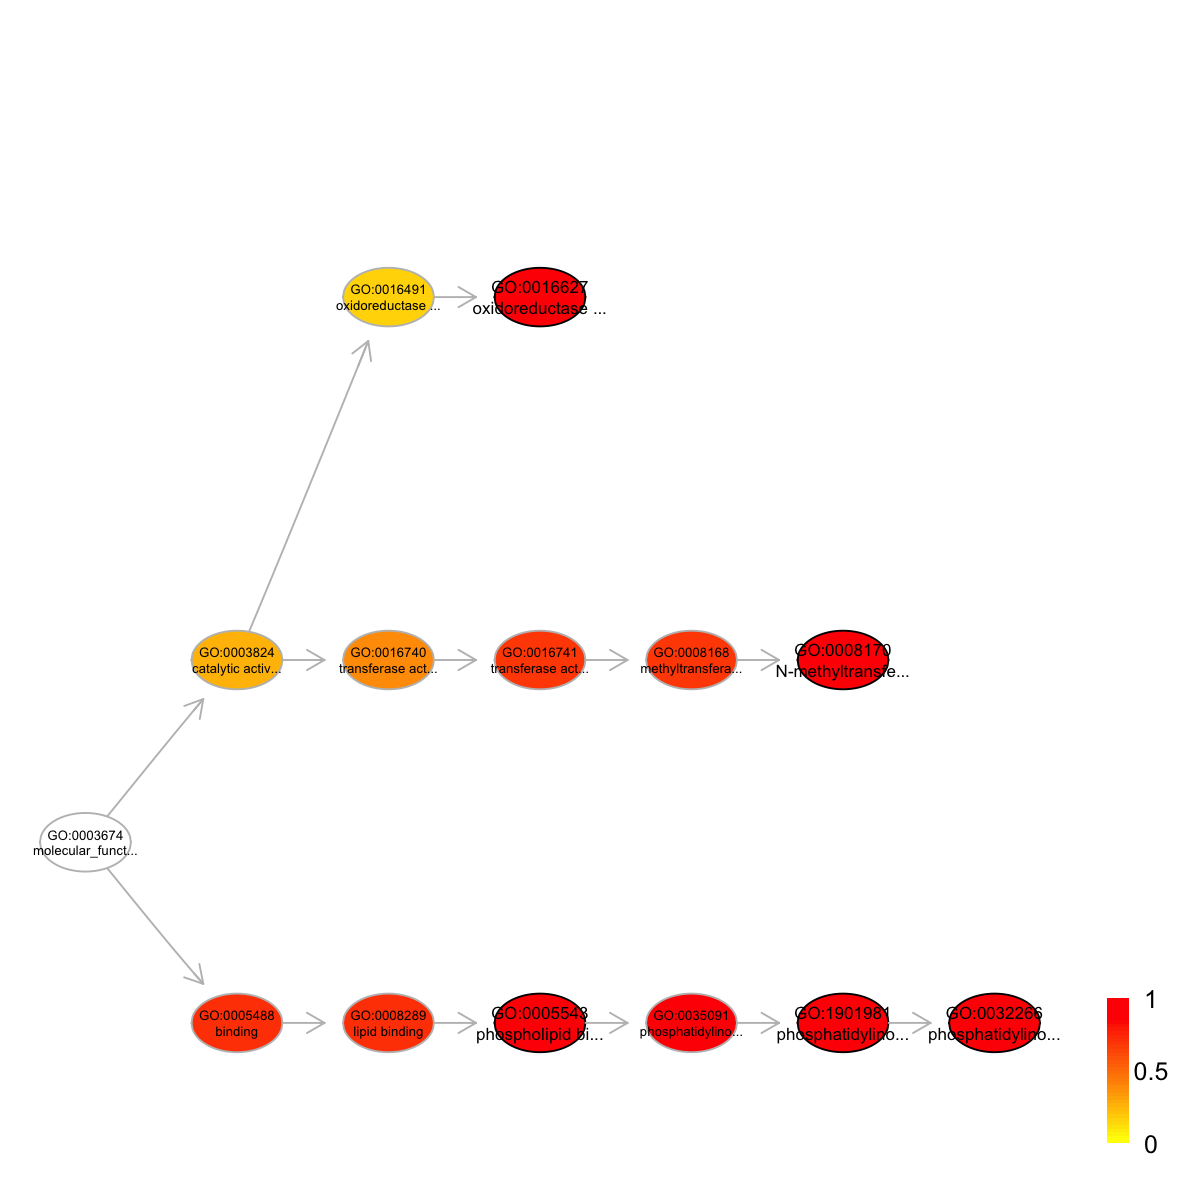 GO:0016491
oxidoreductase ...
GO:0016627
oxidoreductase ...
GO:0003824
catalytic activ...
GO:0016740
transferase act...
GO:0016741
transferase act...
GO:0008168
methyltransfera...
GO:0008170
N-methyltransfe...
GO:0003674
molecular_funct...
GO:0005488
binding
GO:0008289
lipid binding
GO:0005543
phospholipid bi...
GO:0035091
phosphatidylino...
GO:1901981
phosphatidylino...
GO:0032266
phosphatidylino...
1
0.5
0